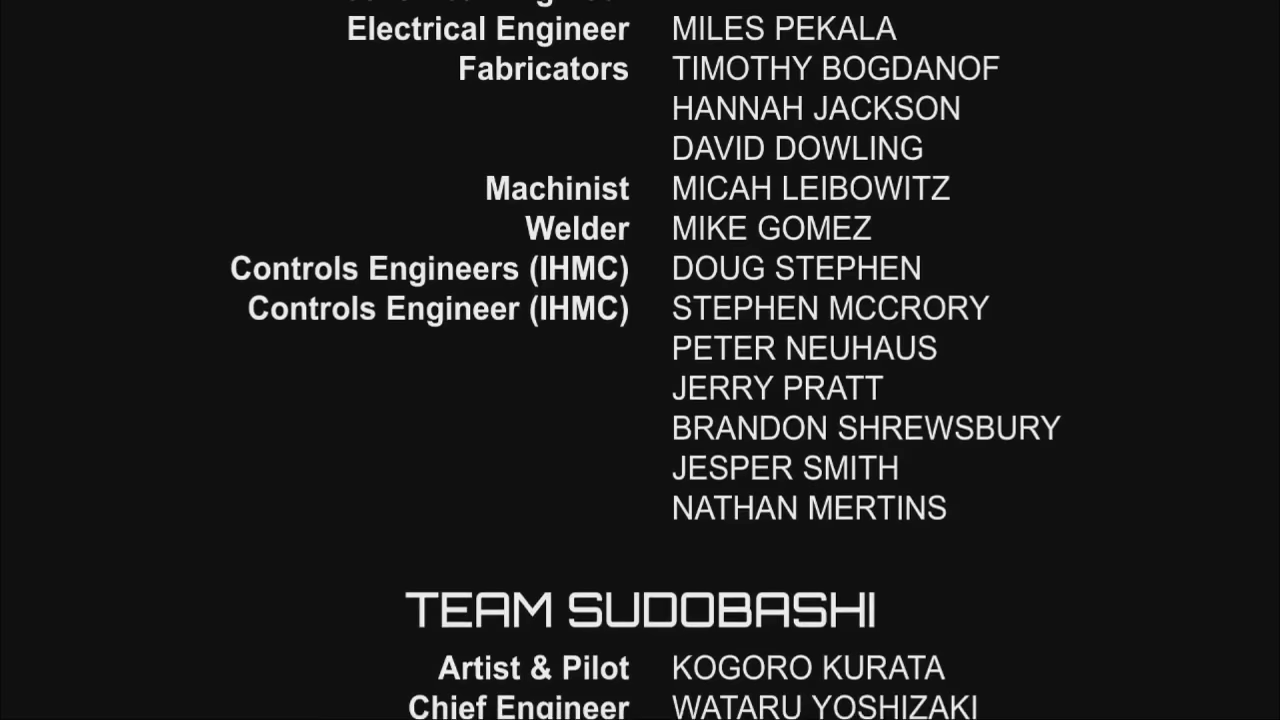 Electrical Engineer MILES PEKALA
Fabricators TIMOTHY BOGDANOF
HANNAH JACKSON
DAVID DOWLING
Machinist MICAH LEIBOWITZ
Welder MIKE GOMEZ
Controls Engineers (IHMC) DOUG STEPHEN
Controls Engineer (IHMC) STEPHEN MCCRORY
PETER NEUHAUS
JERRY PRATT
BRANDON SHREWSBURY
JESPER SMITH
NATHAN MERTINS
TEAM SUDOBASHI
Artist & Pilot KOGORO KURATA
Chief Engineer WATARU YOSHIZAKI